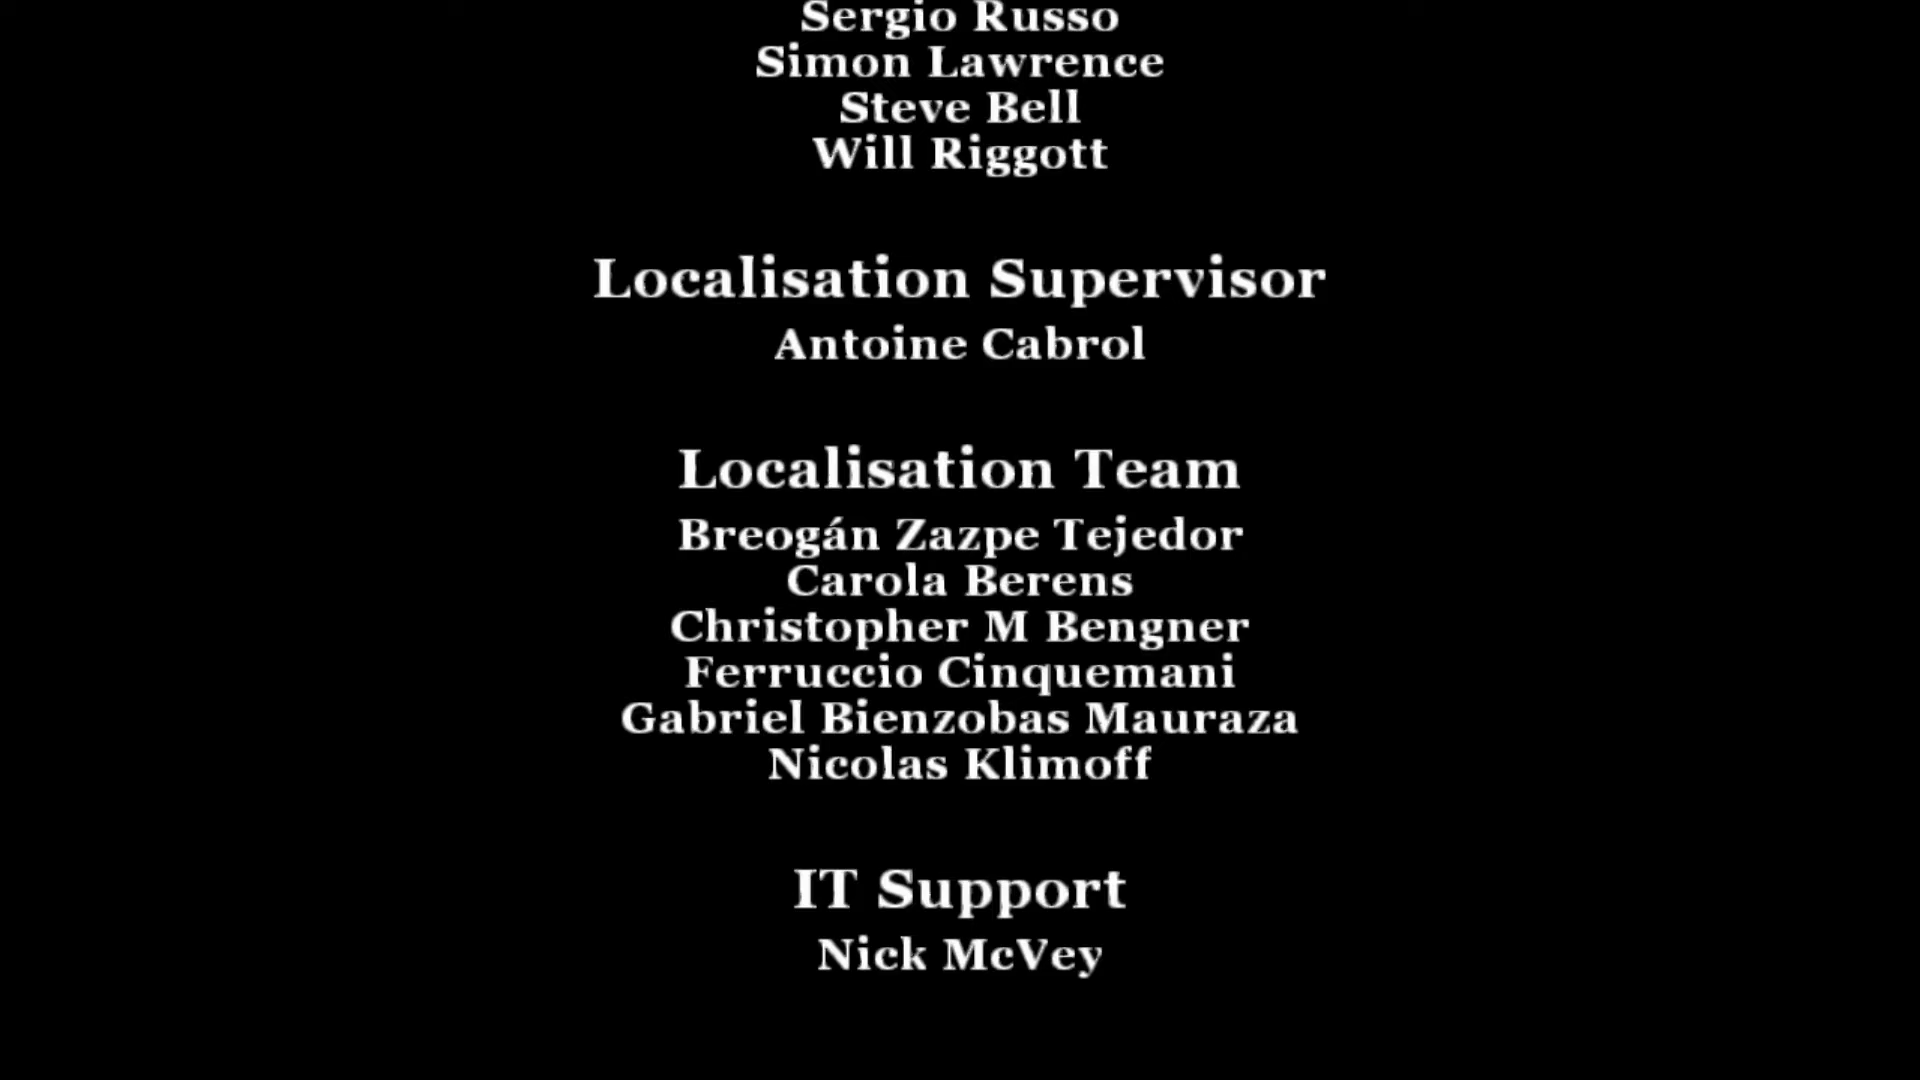 Sergio Russo
Simon Lawrence
Steve Bell
Will Riggott
Localisation Supervisor
Antoine Cabrol
Localisation Team
Breogán Zazpe Tejedor
Carola Berens
Christopher M Bengner
Ferruccio Cinquemani
Gabriel Bienzobas Mauraza
Nicolas Klimoff
IT Support
Nick McVey